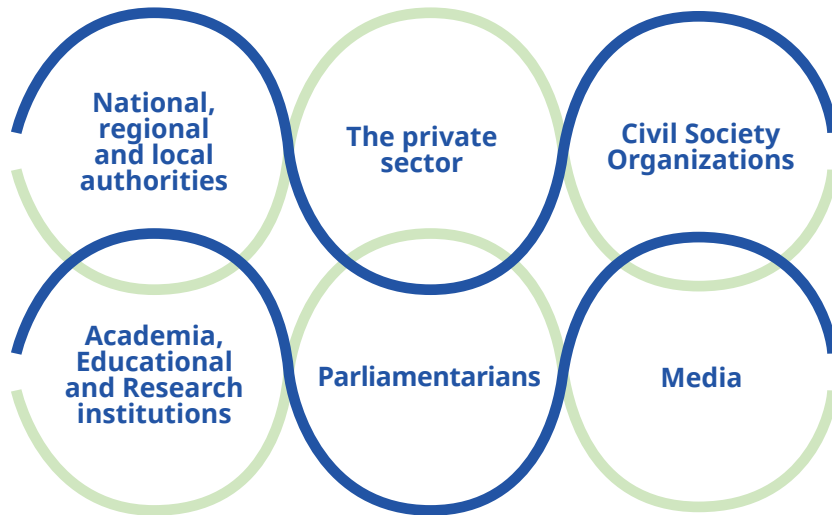 National,
regional
and local
authorities
The private
sector
Civil Society
Organizations
Academia,
Educational
and Research
institutions
Parliamentarians
Media